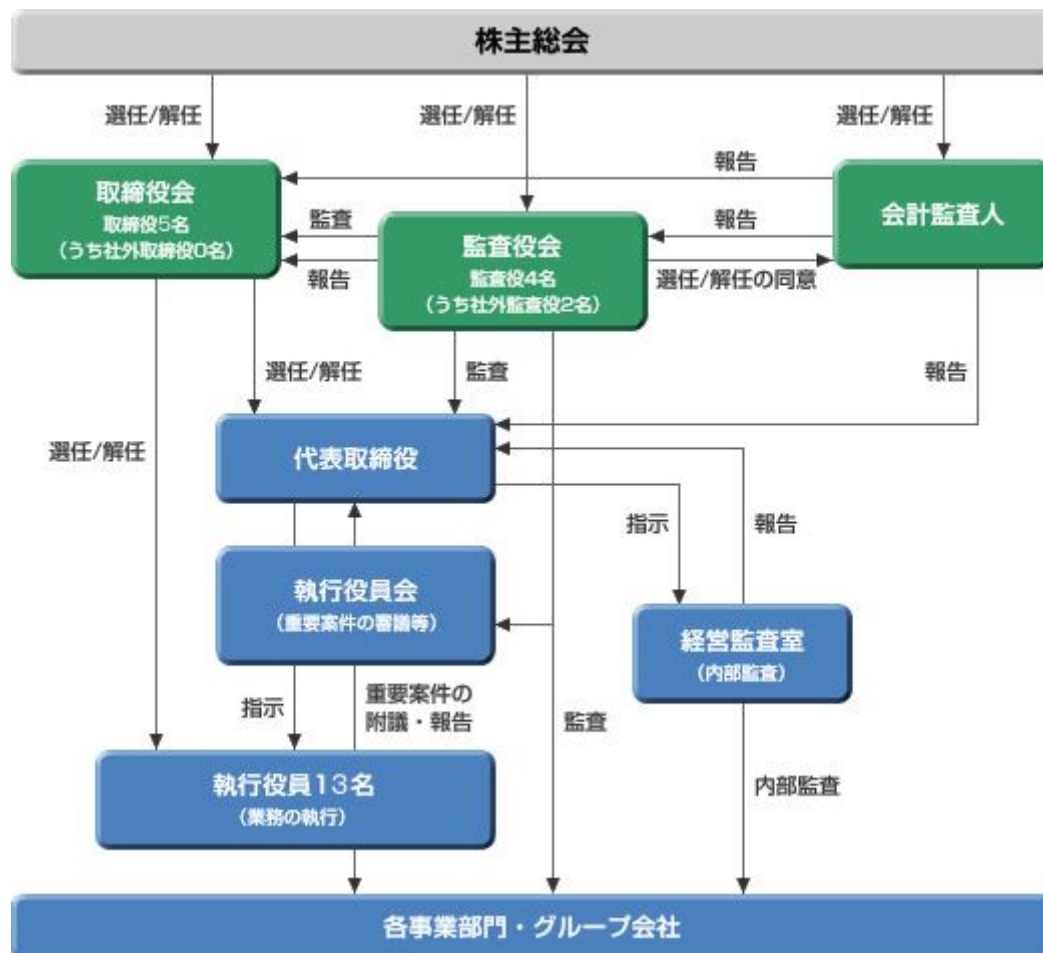 株主総会
選任/解任
選任/解任
選任/解任
取締役会
取締役5名
(うち社外取締役0名)
報告
会計監査人
監査
報告
監査役会
監査役4名
(うち社外監査役2名)
報告
選任/解任の同意
選任/解任
監査
報告
選任/解任
代表取締役
指示
報告
執行役員会
(重要案件の審議等)
経営監査室
(内部監査)
指示
重要案件の
附議・報告
監査
執行役員13名
(業務の執行)
内部監査
各事業部門・グループ会社